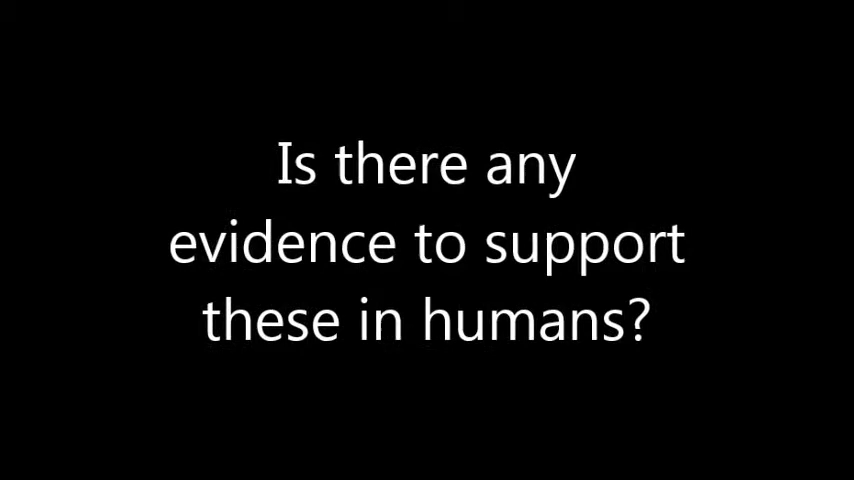 Is there any
evidence to support
these in humans?